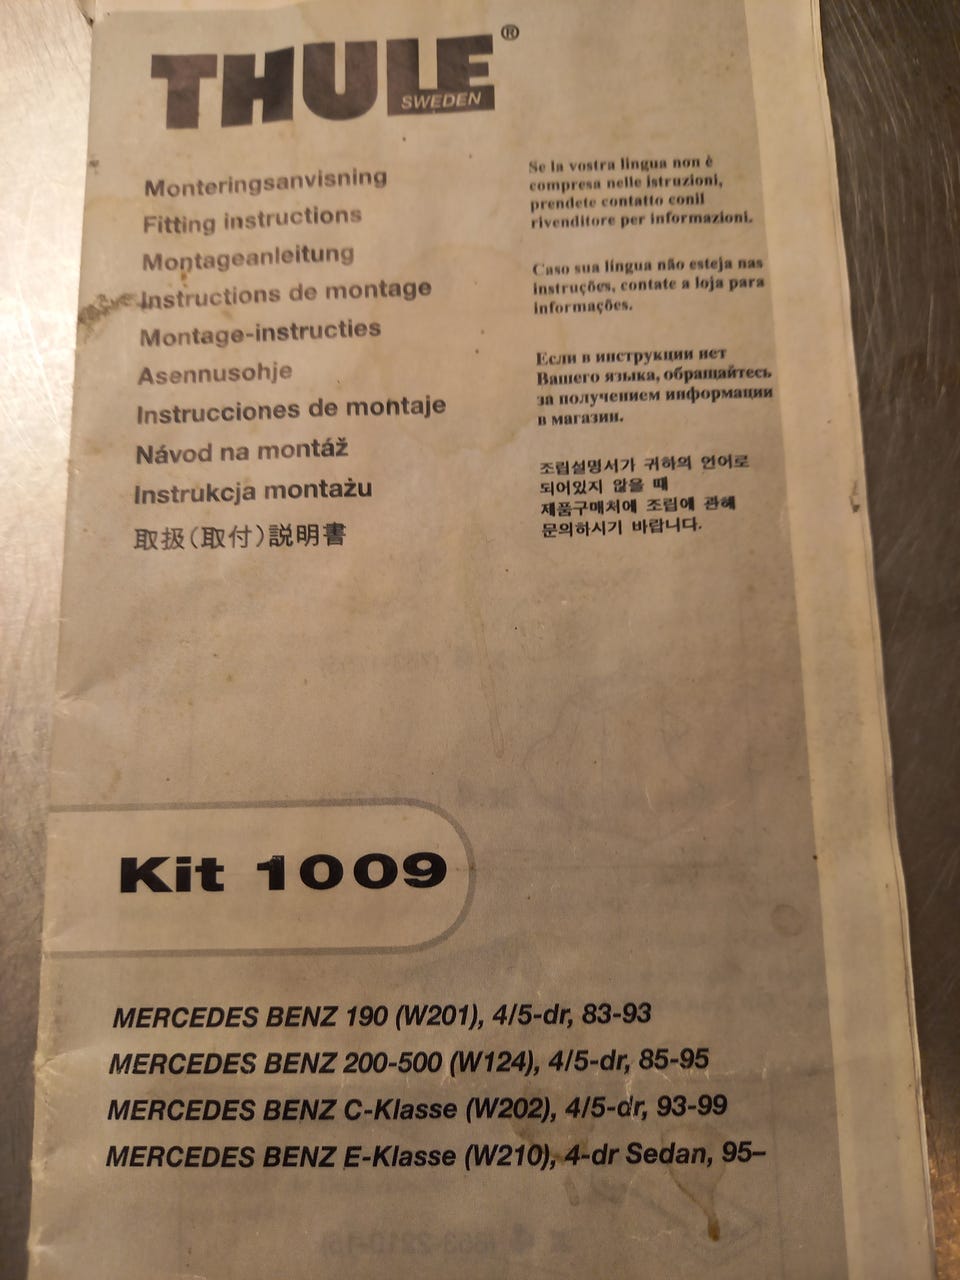 THULE®
SWEDEN
Monteringsanvisning
Fitting instructions
Montageanleitung
Instructions de montage
Montage-instructies
Asennusohje
Instrucciones de montaje
Návod na montáž
Instrukcja montażu
取扱(取付)説明書
Se la vostra lingua non è
compresa nelle istruzioni,
prendete contatto conil
rivenditore per informazioni.
Caso sua língua não esteja nas
instruções, contate a loja para
informações.
Если в инструкции нет
Вашего языка, обращайтесь
за получением информации
в магазин.
조립설명서가 귀하의 언어로
되어있지 않을 때
제품구매처에 조립에 관해
문의하시기 바랍니다.
Kit 1009
MERCEDES BENZ 190 (W201), 4/5-dr, 83-93
MERCEDES BENZ 200-500 (W124), 4/5-dr, 85-95
MERCEDES BENZ C-Klasse (W202), 4/5-dr, 93-99
MERCEDES BENZ E-Klasse (W210), 4-dr Sedan, 95–